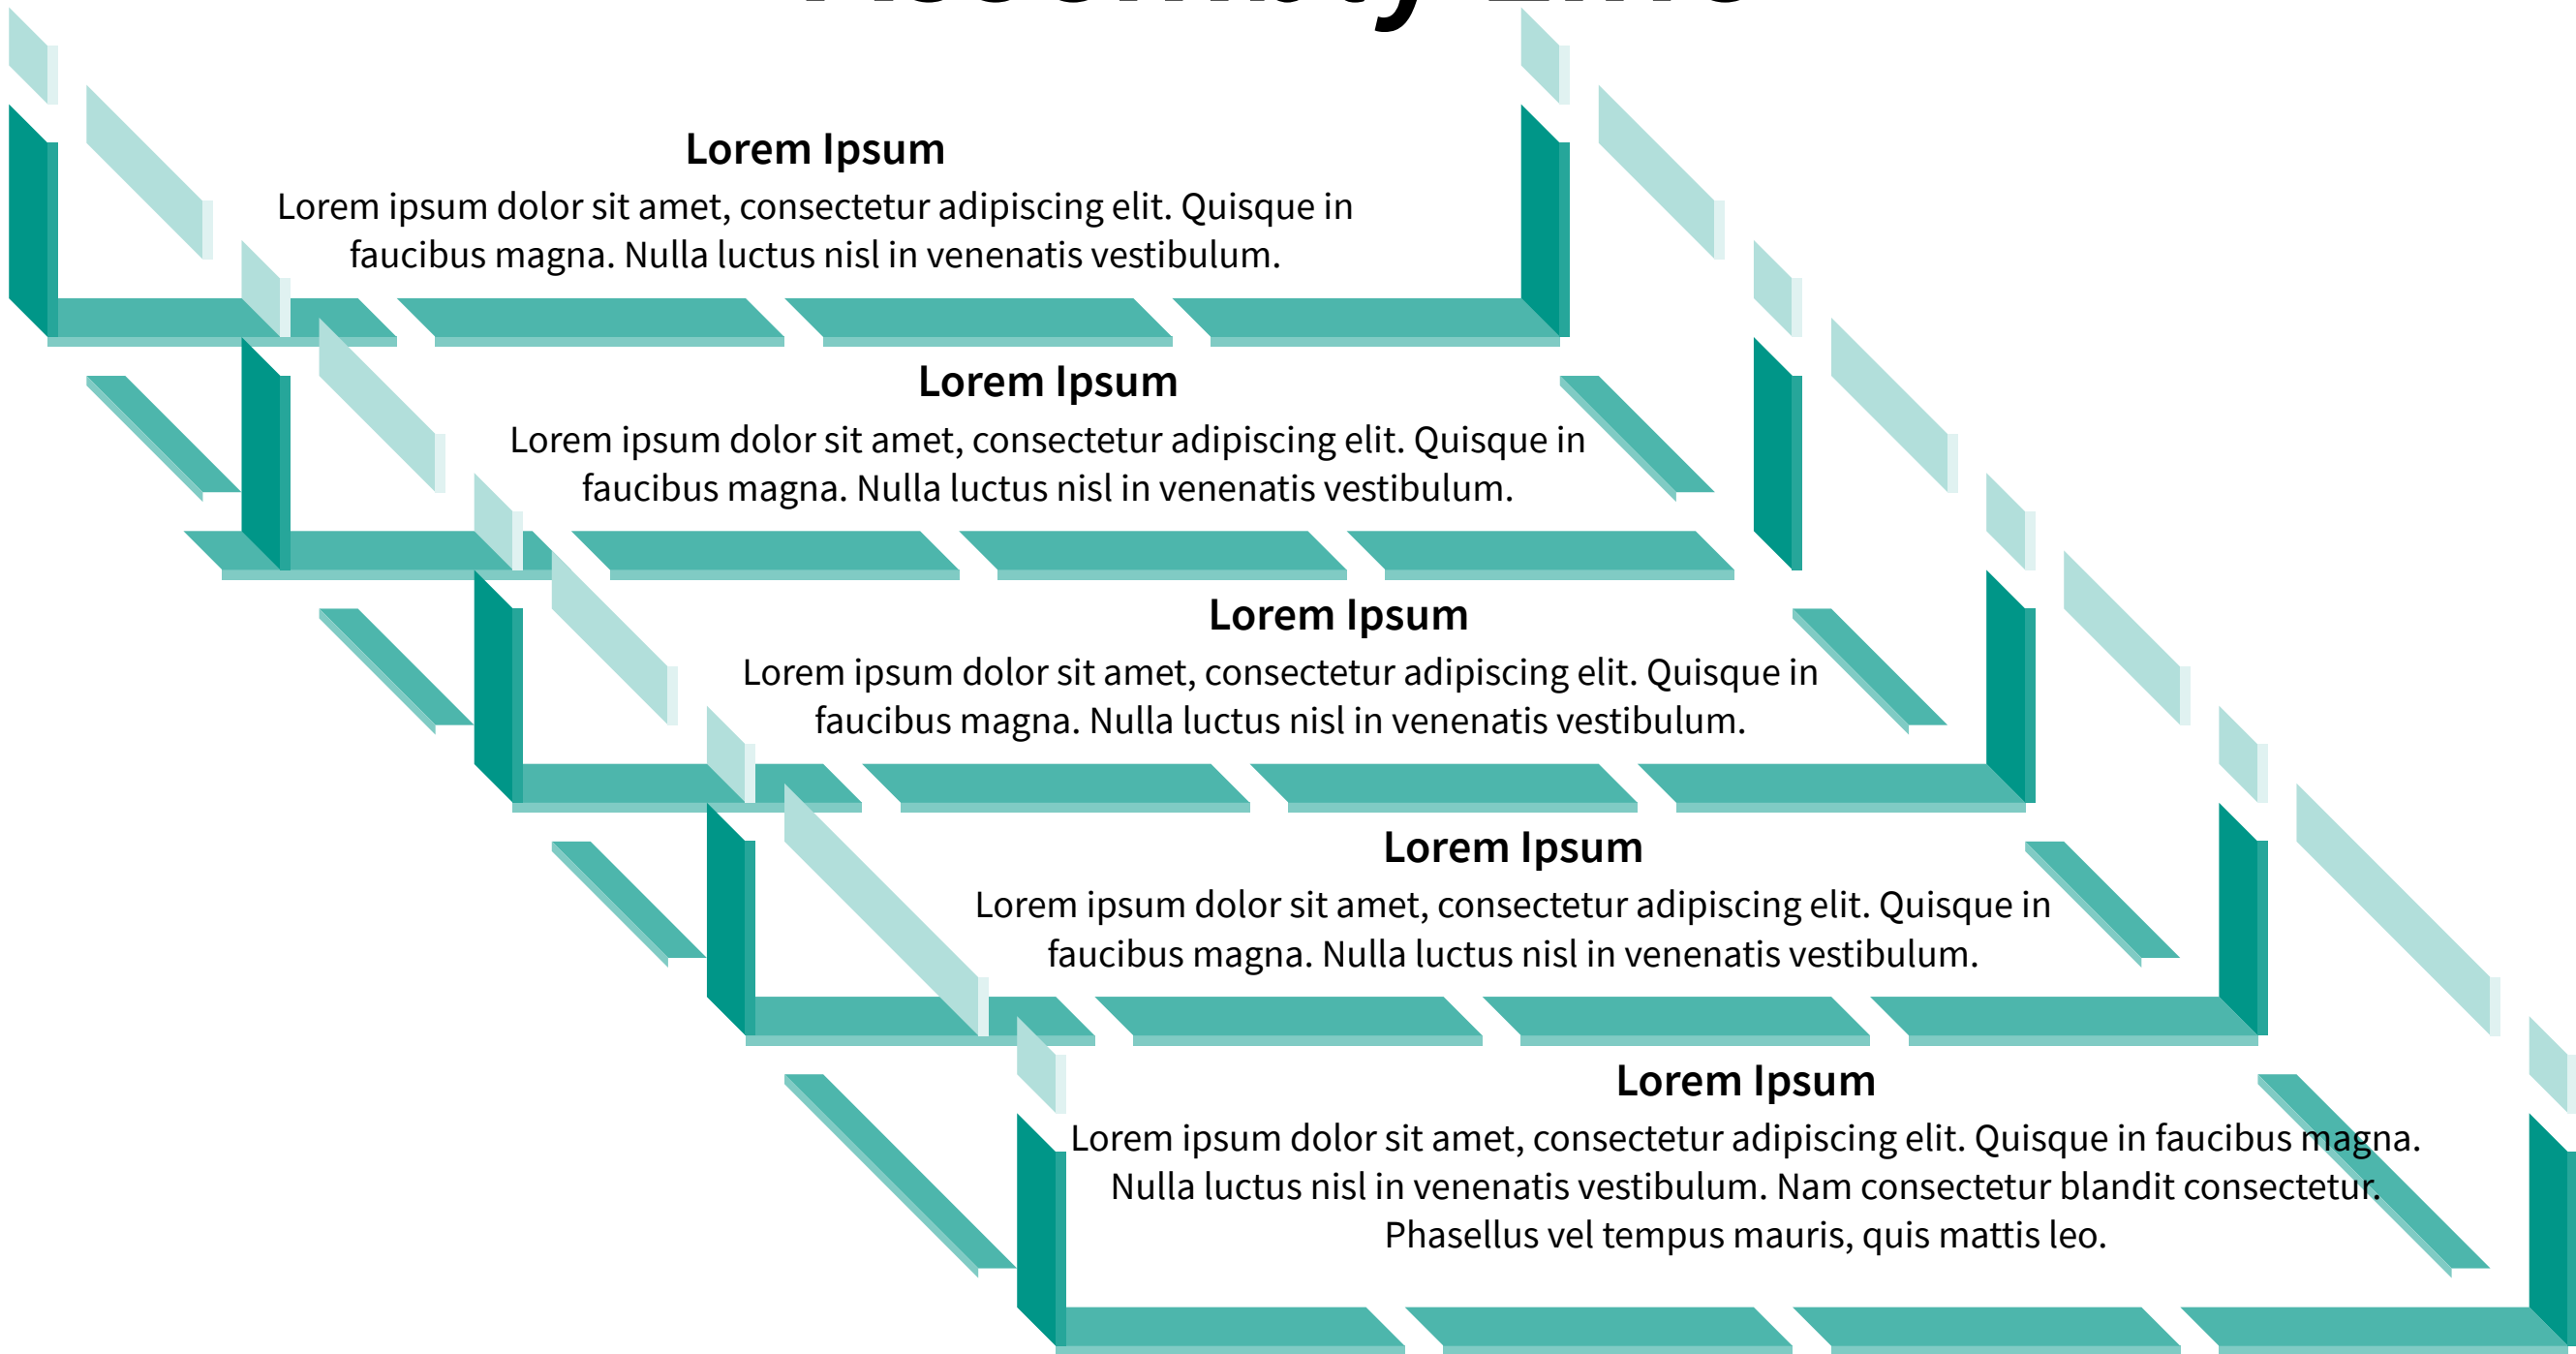 Assembly Line
Lorem Ipsum
Lorem ipsum dolor sit amet, consectetur adipiscing elit. Quisque in
faucibus magna. Nulla luctus nisl in venenatis vestibulum.
Lorem Ipsum
Lorem ipsum dolor sit amet, consectetur adipiscing elit. Quisque in
faucibus magna. Nulla luctus nisl in venenatis vestibulum.
Lorem Ipsum
Lorem ipsum dolor sit amet, consectetur adipiscing elit. Quisque in
faucibus magna. Nulla luctus nisl in venenatis vestibulum.
Lorem Ipsum
Lorem ipsum dolor sit amet, consectetur adipiscing elit. Quisque in
faucibus magna. Nulla luctus nisl in venenatis vestibulum.
Lorem Ipsum
Lorem ipsum dolor sit amet, consectetur adipiscing elit. Quisque in faucibus magna.
Nulla luctus nisl in venenatis vestibulum. Nam consectetur blandit consectetur.
Phasellus vel tempus mauris, quis mattis leo.